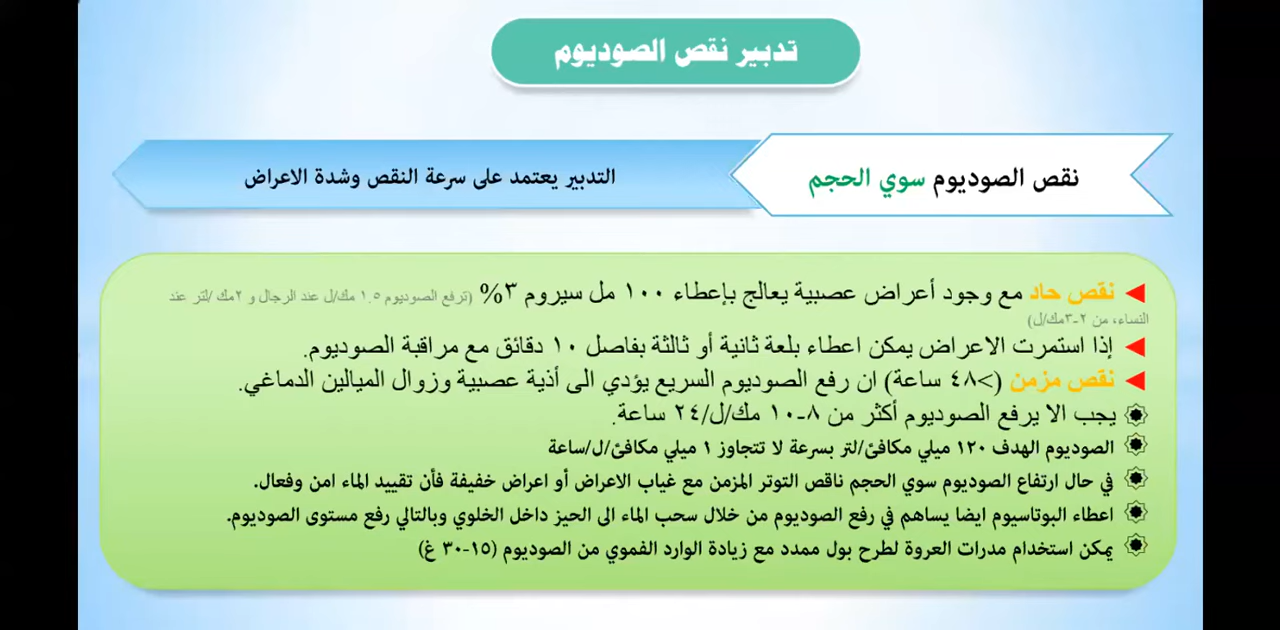 تدبير نقص الصوديوم
نقص الصوديوم سوي الحجم
التدبير يعتمد على سرعة النقص وشدة الاعراض
نقص حاد مع وجود أعراض عصبية يعالج بإعطاء ١٠٠ مل سيروم ٣% (ترفع الصوديوم ١.٥ مك/ل عند الرجال و ٢مك /لتر عند
النساء، من ٢-٣مك/ل)
إذا استمرت الاعراض يمكن اعطاء بلعة ثانية أو ثالثة بفاصل ١٠ دقائق مع مراقبة الصوديوم.
نقص مزمن (>٤٨ ساعة) ان رفع الصوديوم السريع يؤدي الى أذية عصبية وزوال الميالين الدماغي.
يجب الا يرفع الصوديوم أكثر من ٨-١٠ مك/ل/٢٤ ساعة.
الصوديوم الهدف ١٢٠ ميلي مكافئ/لتر بسرعة لا تتجاوز ١ ميلي مكافئ/ل/ساعة
في حال ارتفاع الصوديوم سوي الحجم ناقص التوتر المزمن مع غياب الاعراض أو اعراض خفيفة فأن تقييد الماء امن وفعال.
اعطاء البوتاسيوم ايضا يساهم في رفع الصوديوم من خلال سحب الماء الى الحيز داخل الخلوي وبالتالي رفع مستوى الصوديوم.
يمكن استخدام مدرات العروة لطرح بول ممدد مع زيادة الوارد الفموي من الصوديوم (١٥-٣٠ غ)